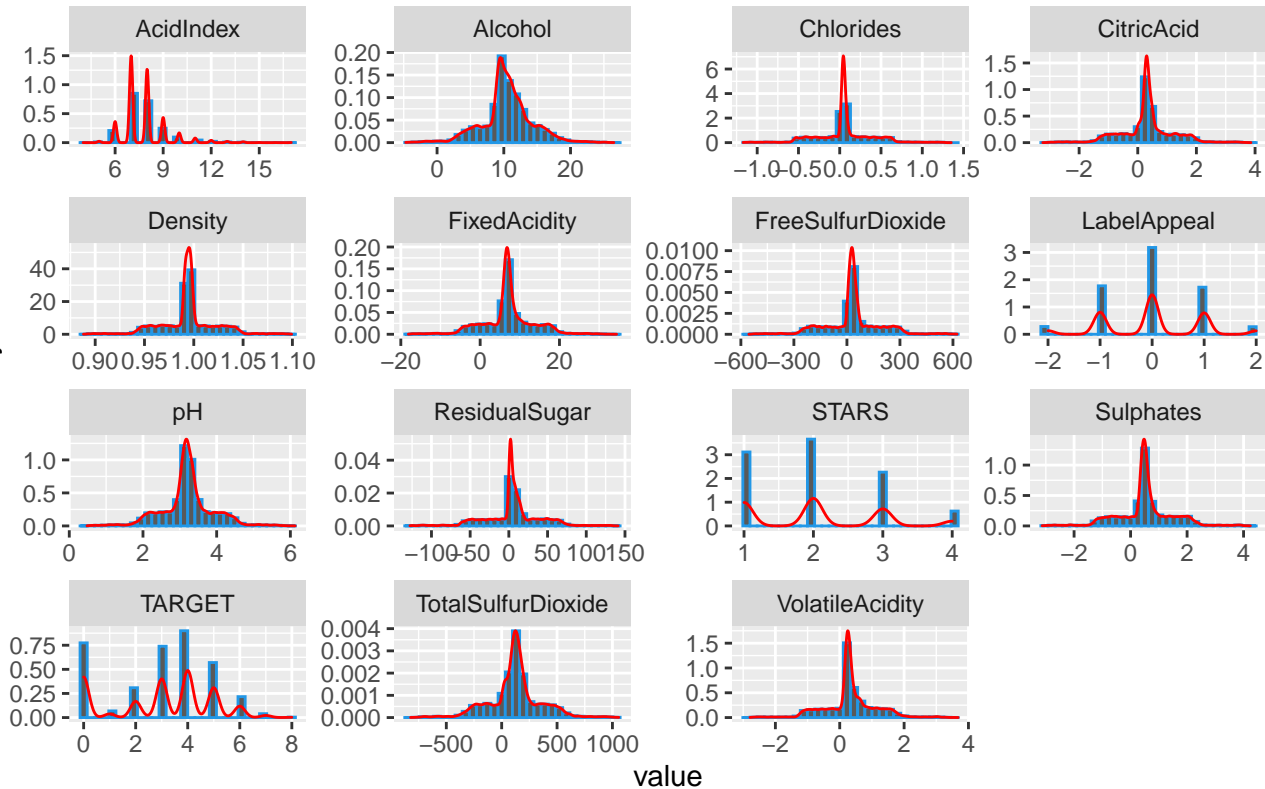 AcidIndex Alcohol Chlorides CitricAcid
1.5 0.20 6 1.5
1.0 0.15 4 1.0
0.5 0.10 2 0.5
0.0 0.05 0 0.0
0.00
6 9 12 15 0 10 20 −1.0 −0.5 0.0 0.5 1.0 1.5 −2 0 2 4
Density FixedAcidity FreeSulfurDioxide LabelAppeal
40 0.20 0.0100 3
20 0.15 0.0075 2
0 0.10 0.0050 1
0.05 0.0025 0
0.00 0.0000
0.90 0.95 1.00 1.05 1.10 −20 0 20 −600 −300 0 300 600 −2 −1 0 1 2
pH ResidualSugar STARS Sulphates
1.0 0.04 3 1.0
0.5 0.02 2 0.5
0.0 0.00 1 0.0
0
0 2 4 6 −100 −50 0 50 100 150 1 2 3 4 −2 0 2 4
TARGET TotalSulfurDioxide VolatileAcidity
0.75 0.004 1.5
0.50 0.003 1.0
0.25 0.002 0.5
0.00 0.001 0.0
0.000
0 2 4 6 8 −500 0 500 1000 −2 0 2 4
value